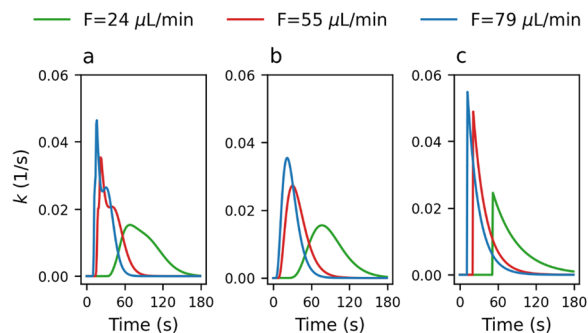 F=24 μL/min F=55 μL/min F=79 μL/min
a b c
0.06 0.06 0.06
0.04 0.04 0.04
0.02 0.02 0.02
0.00 0.00 0.00
k (1/s)
0 60 120 180 0 60 120 180 0 60 120 180
Time (s) Time (s) Time (s)